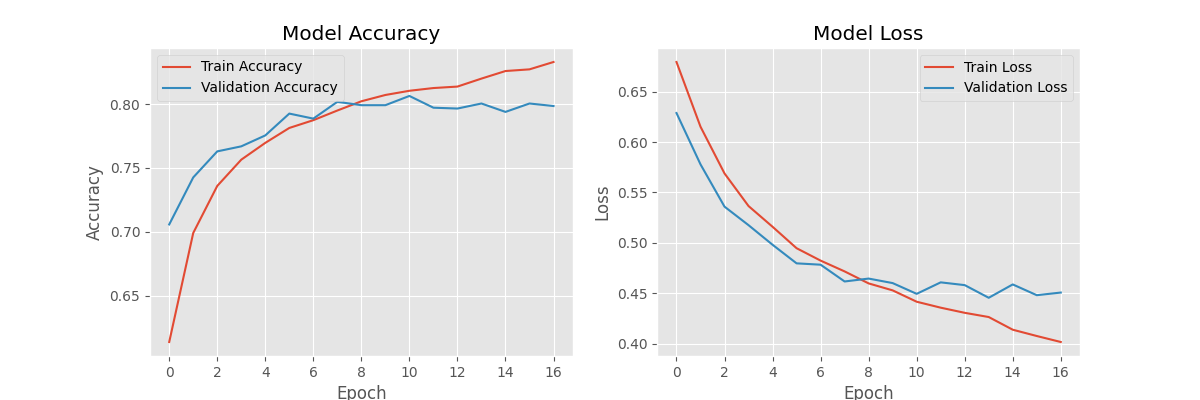 Model Accuracy
Train Accuracy
Validation Accuracy
0.80
0.75
0.70
0.65
Accuracy
0 2 4 6 8 10 12 14 16
Epoch
Model Loss
Train Loss
Validation Loss
0.65
0.60
0.55
0.50
0.45
0.40
Loss
0 2 4 6 8 10 12 14 16
Epoch